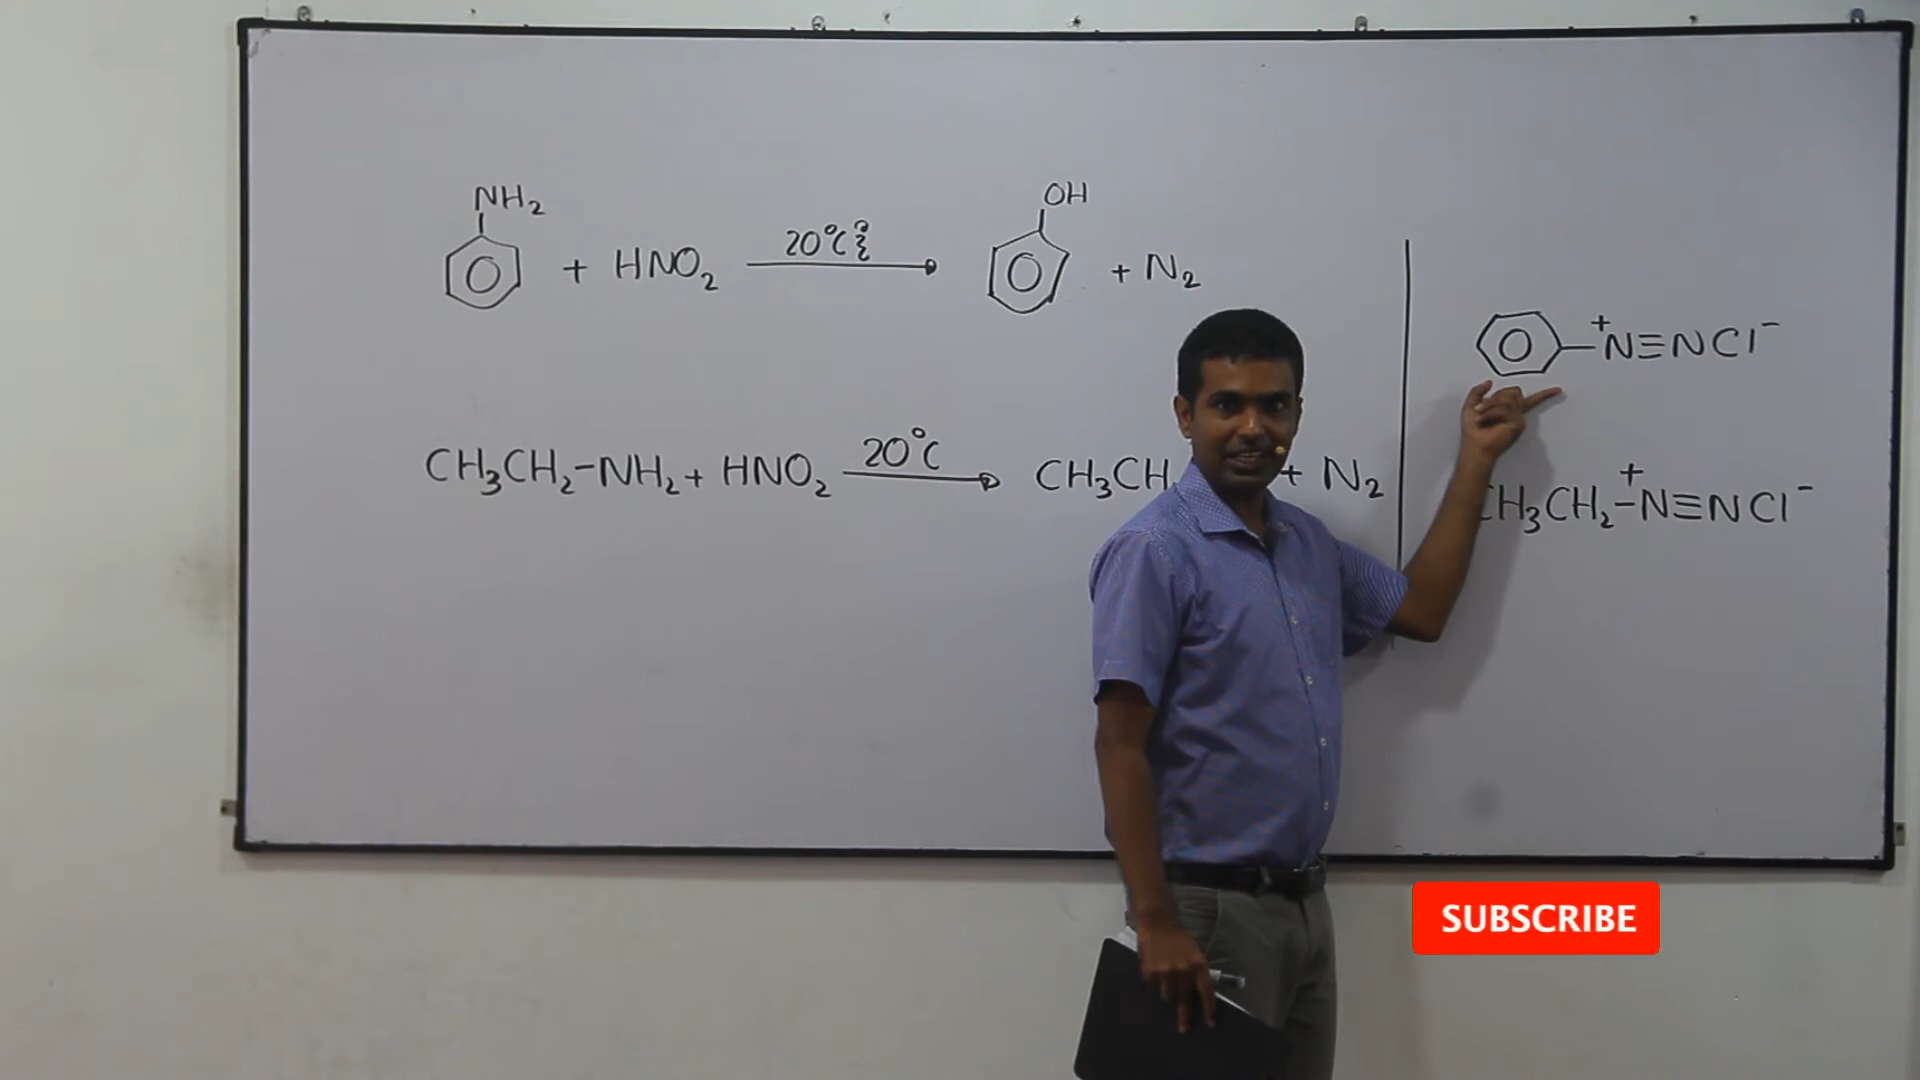 NH₂
+ HNO₂
20°C
OH
+ N₂
⁺N≡NCl⁻
CH₃CH₂-NH₂ + HNO₂
20°C
CH₃CH
+ N₂
CH₃CH₂-⁺N≡NCl⁻
SUBSCRIBE